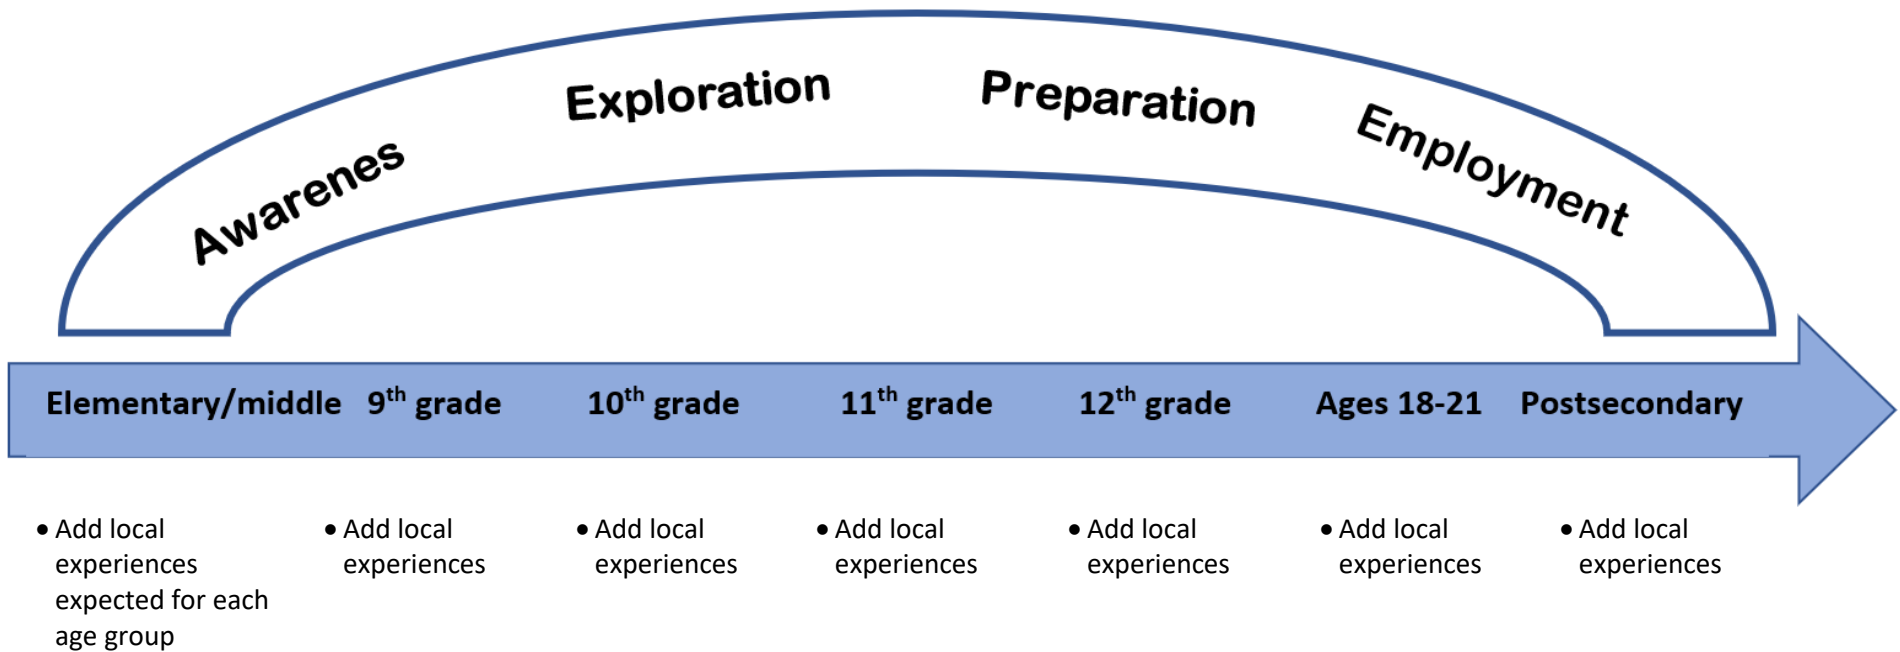 Awarenes
Exploration
Preparation
Employment
Elementary/middle 9th grade 10th grade 11th grade 12th grade Ages 18-21 Postsecondary
• Add local
experiences
expected for each
age group
• Add local
experiences
• Add local
experiences
• Add local
experiences
• Add local
experiences
• Add local
experiences
• Add local
experiences